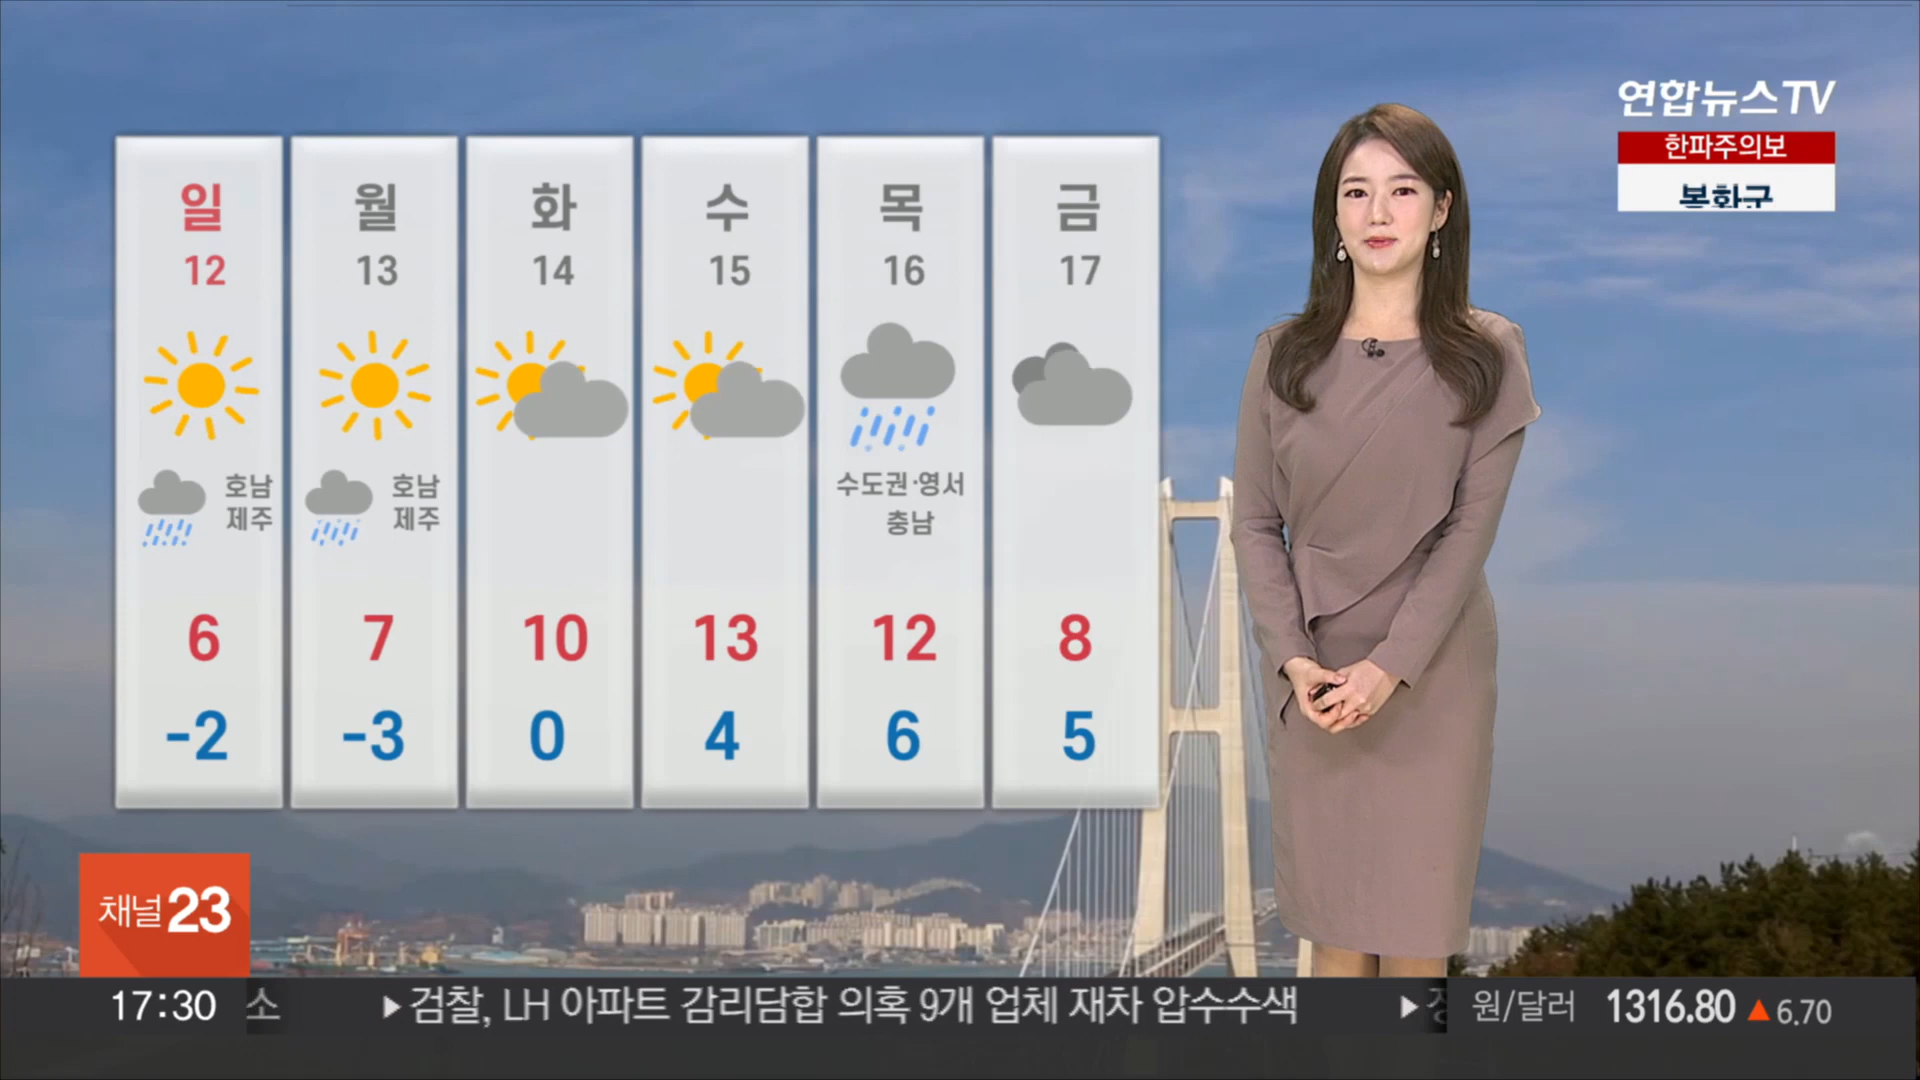 연합뉴스TV
한파주의보
봉화군
일 월 화 수 목 금
12 13 14 15 16 17
호남 호남 수도권·영서
제주 제주 충남
6 7 10 13 12 8
-2 -3 0 4 6 5
채널 23
17:30 소 ▶검찰, LH 아파트 감리담합 의혹 9개 업체 재차 압수수색 ▶ 원/달러 1316.80 ▲6.70